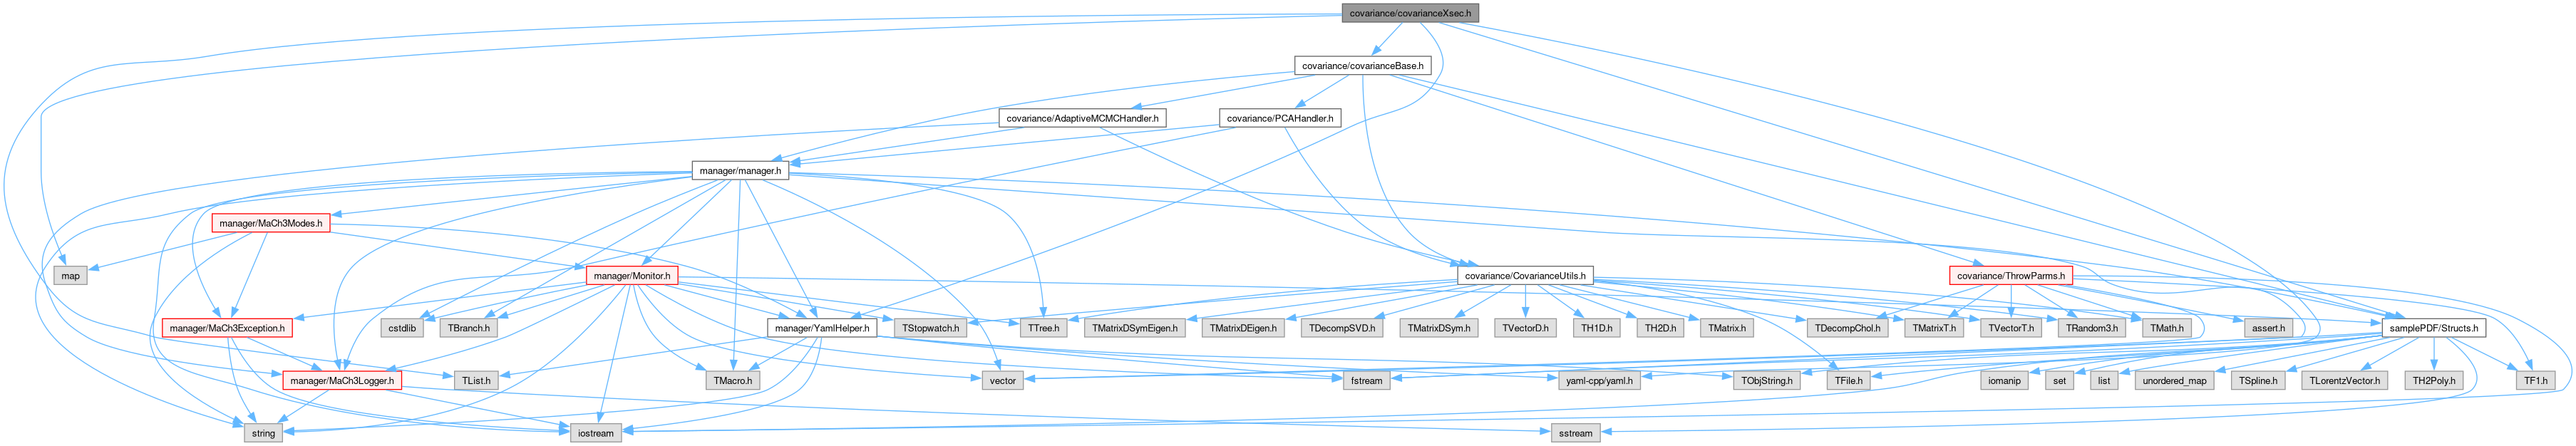 covariance/covarianceXsec.h
covariance/covarianceBase.h
covariance/AdaptiveMCMCHandler.h
covariance/PCAHandler.h
manager/manager.h
manager/MaCh3Modes.h
map
manager/Monitor.h
covariance/CovarianceUtils.h
covariance/ThrowParms.h
manager/MaCh3Exception.h
cstdlib
TBranch.h
manager/YamlHelper.h
TStopwatch.h
TTree.h
TMatrixDSymEigen.h
TMatrixDEigen.h
TDecompSVD.h
TMatrixDSym.h
TVectorD.h
TH1D.h
TH2D.h
TMatrix.h
TDecompChol.h
TMatrixT.h
TVectorT.h
TRandom3.h
TMath.h
assert.h
samplePDF/Structs.h
manager/MaCh3Logger.h
TList.h
TMacro.h
vector
fstream
yaml-cpp/yaml.h
TObjString.h
TFile.h
iomanip
set
list
unordered_map
TSpline.h
TLorentzVector.h
TH2Poly.h
TF1.h
string
iostream
sstream